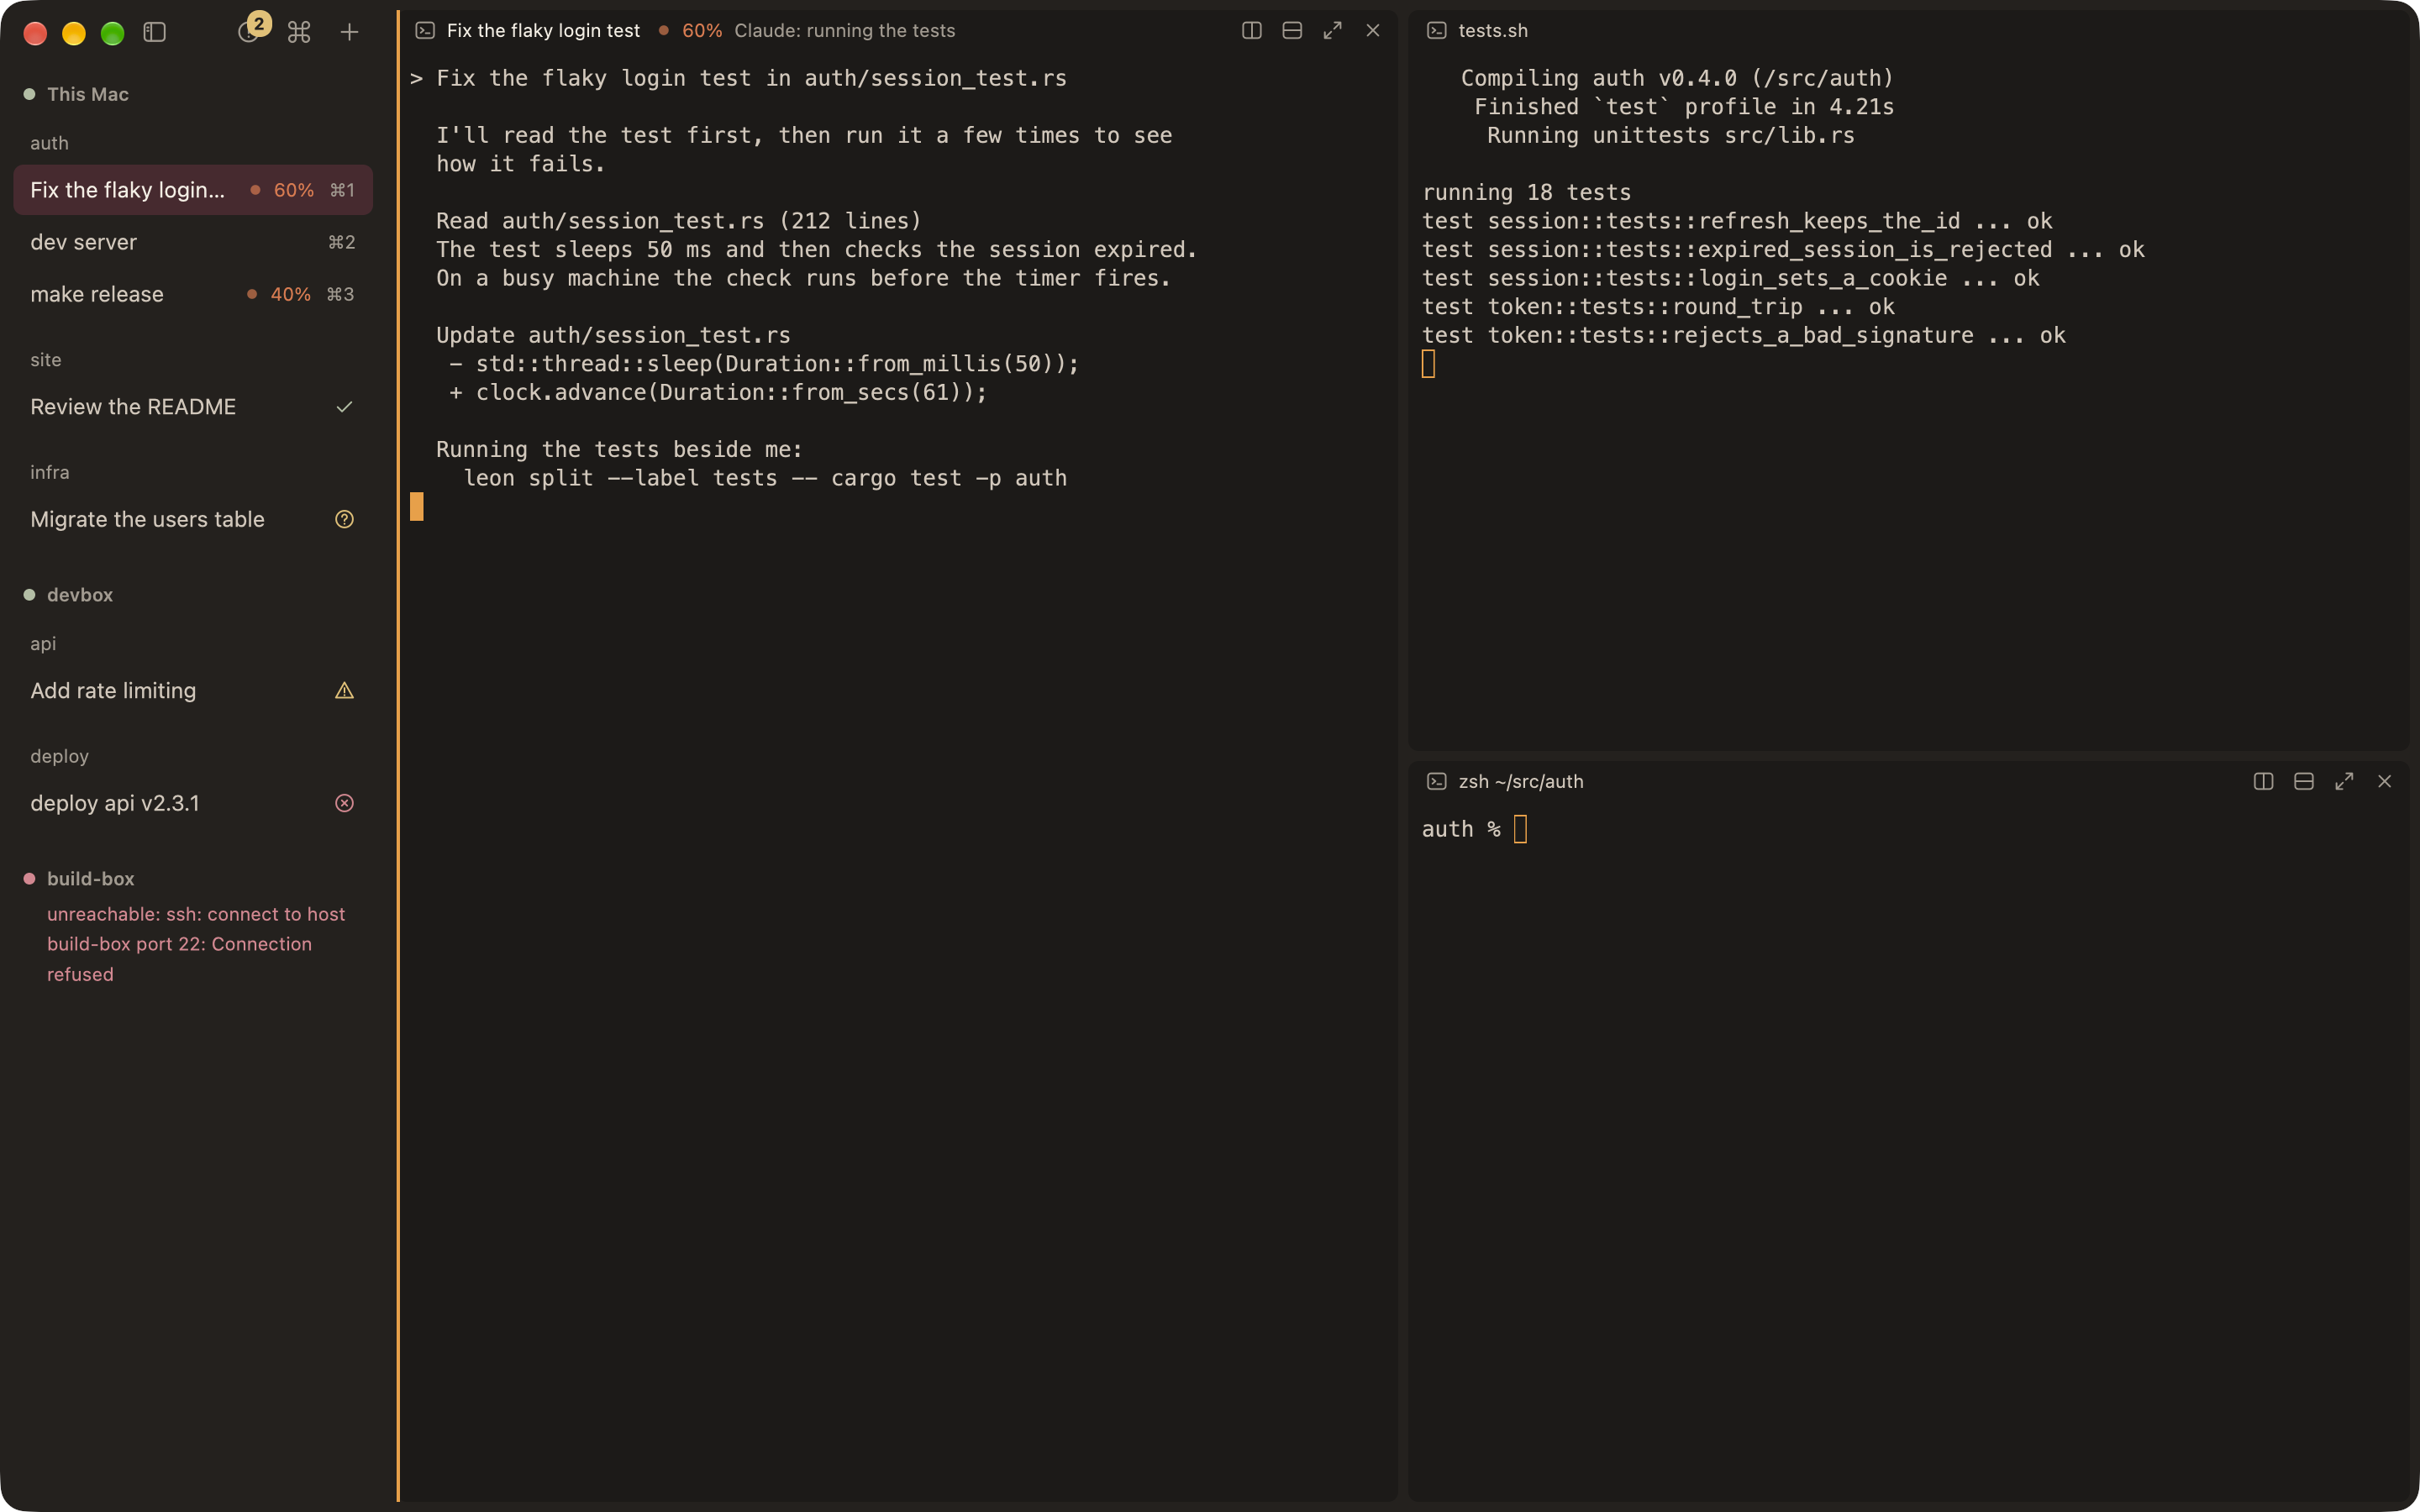 2
This Mac
auth
Fix the flaky login... 60% ⌘1
dev server ⌘2
make release 40% ⌘3
site
Review the README
infra
Migrate the users table
devbox
api
Add rate limiting
deploy
deploy api v2.3.1
build-box
unreachable: ssh: connect to host
build-box port 22: Connection
refused
Fix the flaky login test 60% Claude: running the tests
> Fix the flaky login test in auth/session_test.rs
I'll read the test first, then run it a few times to see
how it fails.
Read auth/session_test.rs (212 lines)
The test sleeps 50 ms and then checks the session expired.
On a busy machine the check runs before the timer fires.
Update auth/session_test.rs
- std::thread::sleep(Duration::from_millis(50));
+ clock.advance(Duration::from_secs(61));
Running the tests beside me:
leon split --label tests -- cargo test -p auth
tests.sh
Compiling auth v0.4.0 (/src/auth)
Finished `test` profile in 4.21s
Running unittests src/lib.rs
running 18 tests
test session::tests::refresh_keeps_the_id ... ok
test session::tests::expired_session_is_rejected ... ok
test session::tests::login_sets_a_cookie ... ok
test token::tests::round_trip ... ok
test token::tests::rejects_a_bad_signature ... ok
zsh ~/src/auth
auth %